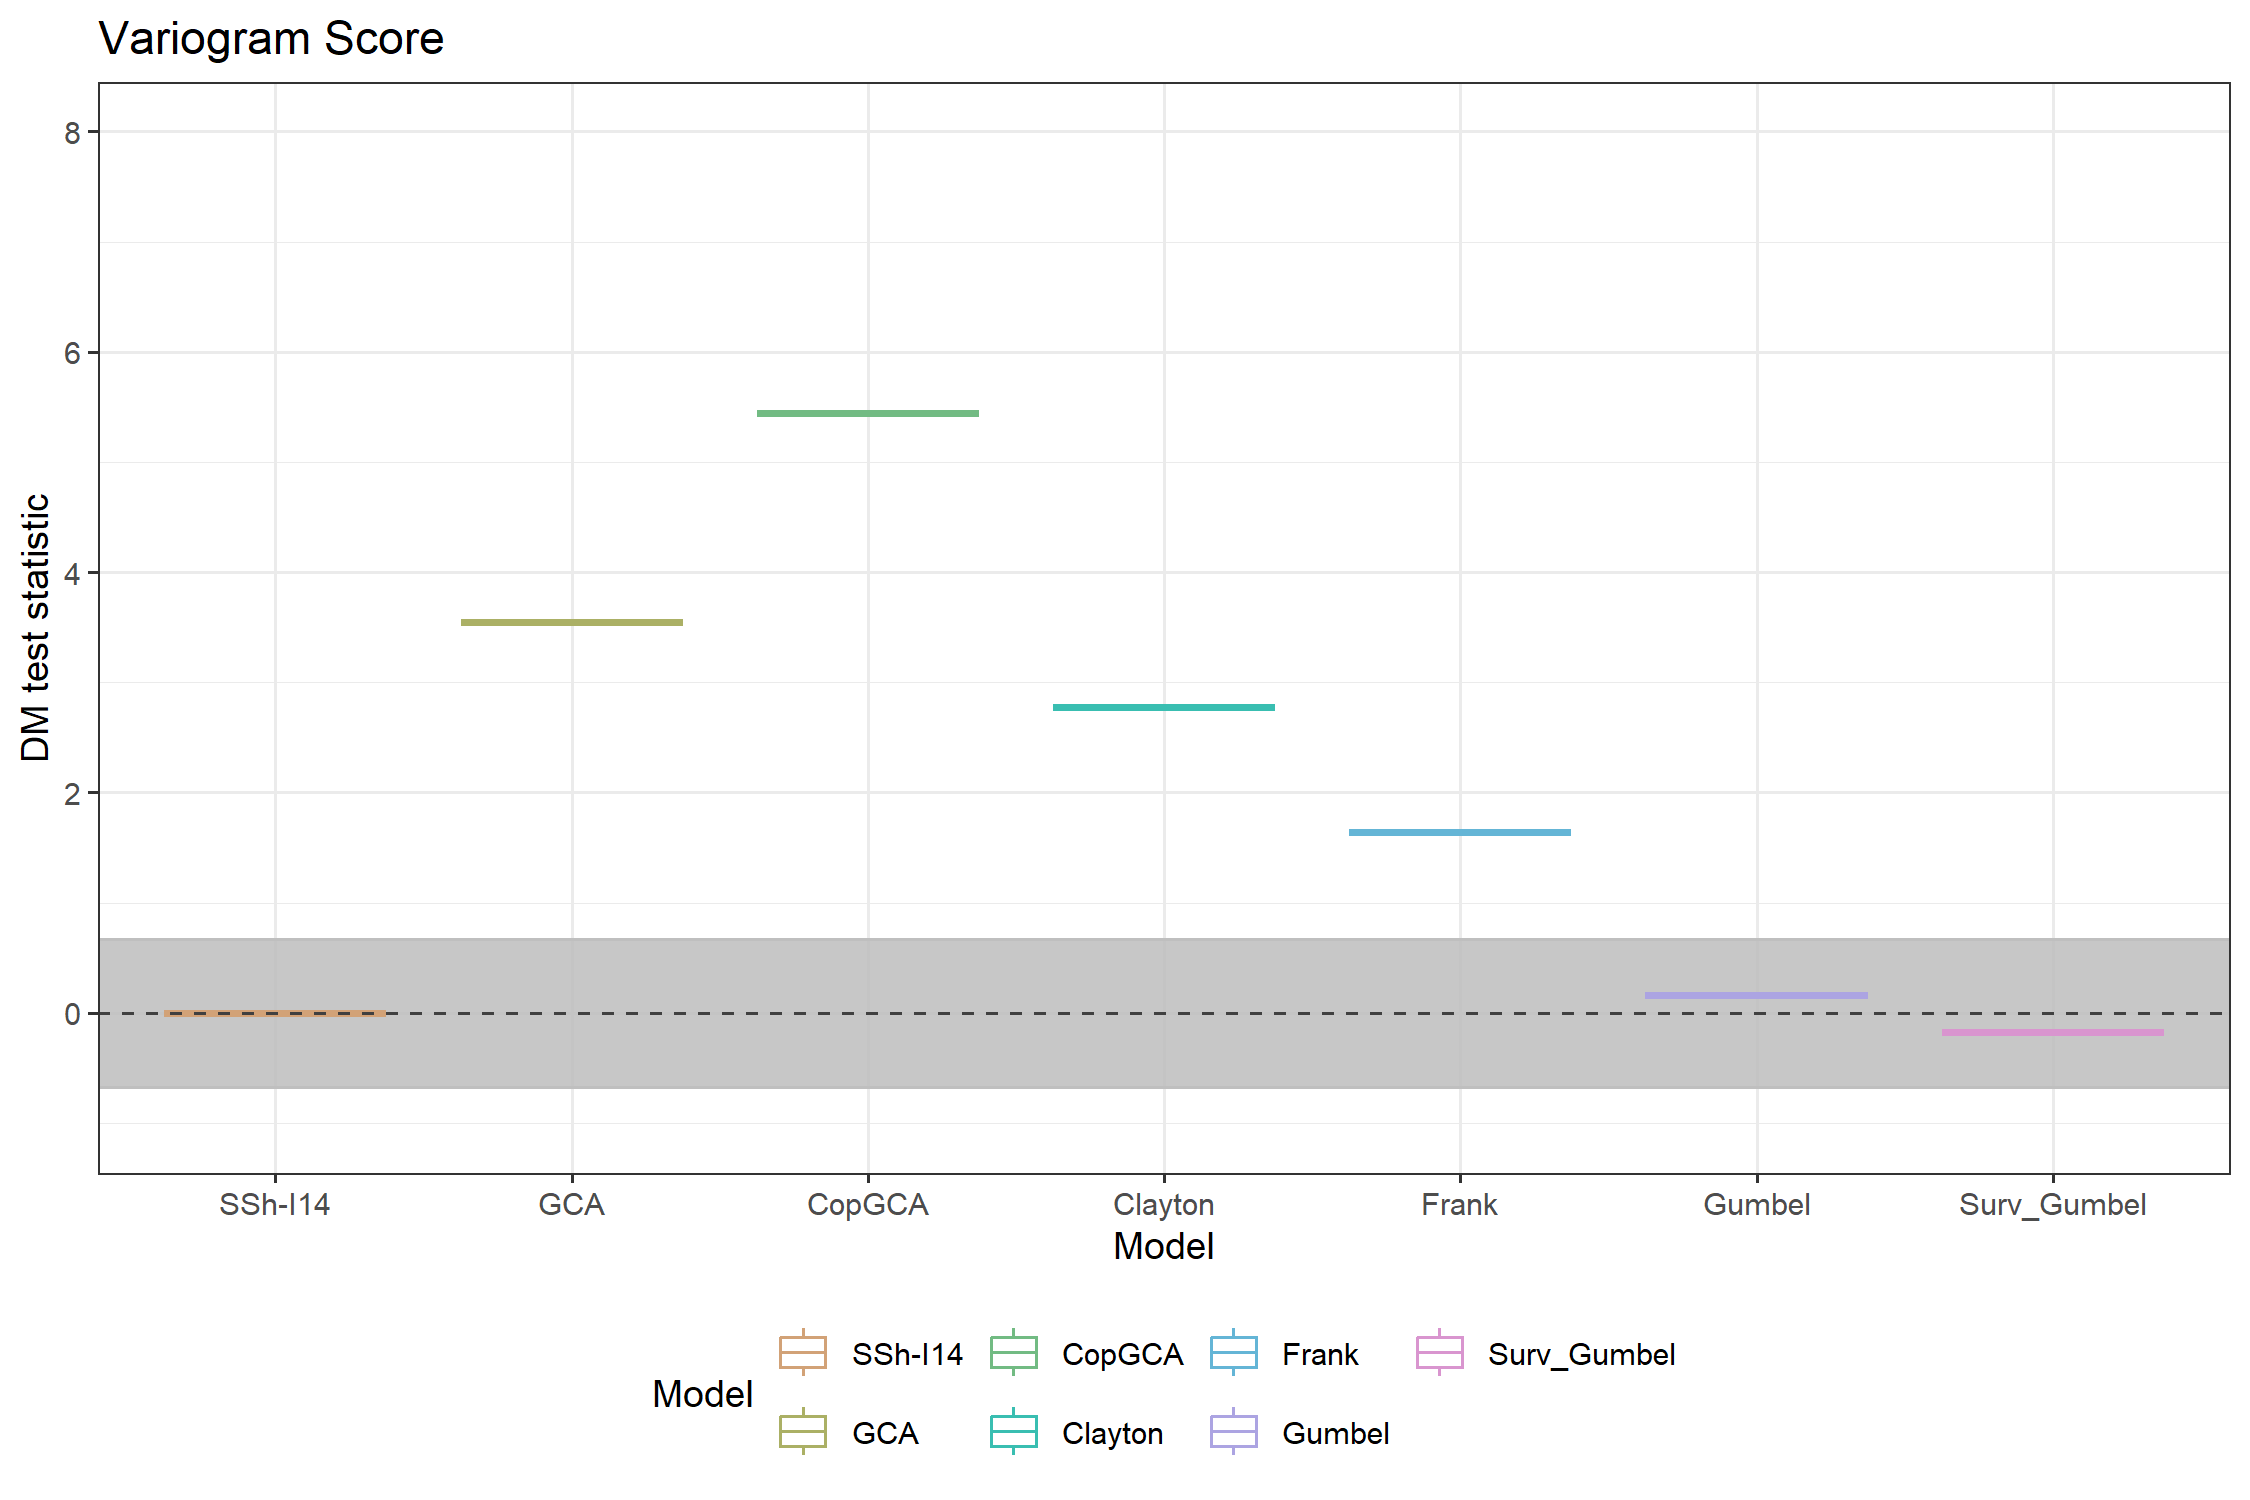 Variogram Score
DM test statistic
8
6
4
2
0
SSh-I14 GCA CopGCA Clayton Frank Gumbel Surv_Gumbel
Model
Model
SSh-I14 CopGCA Frank Surv_Gumbel
GCA Clayton Gumbel